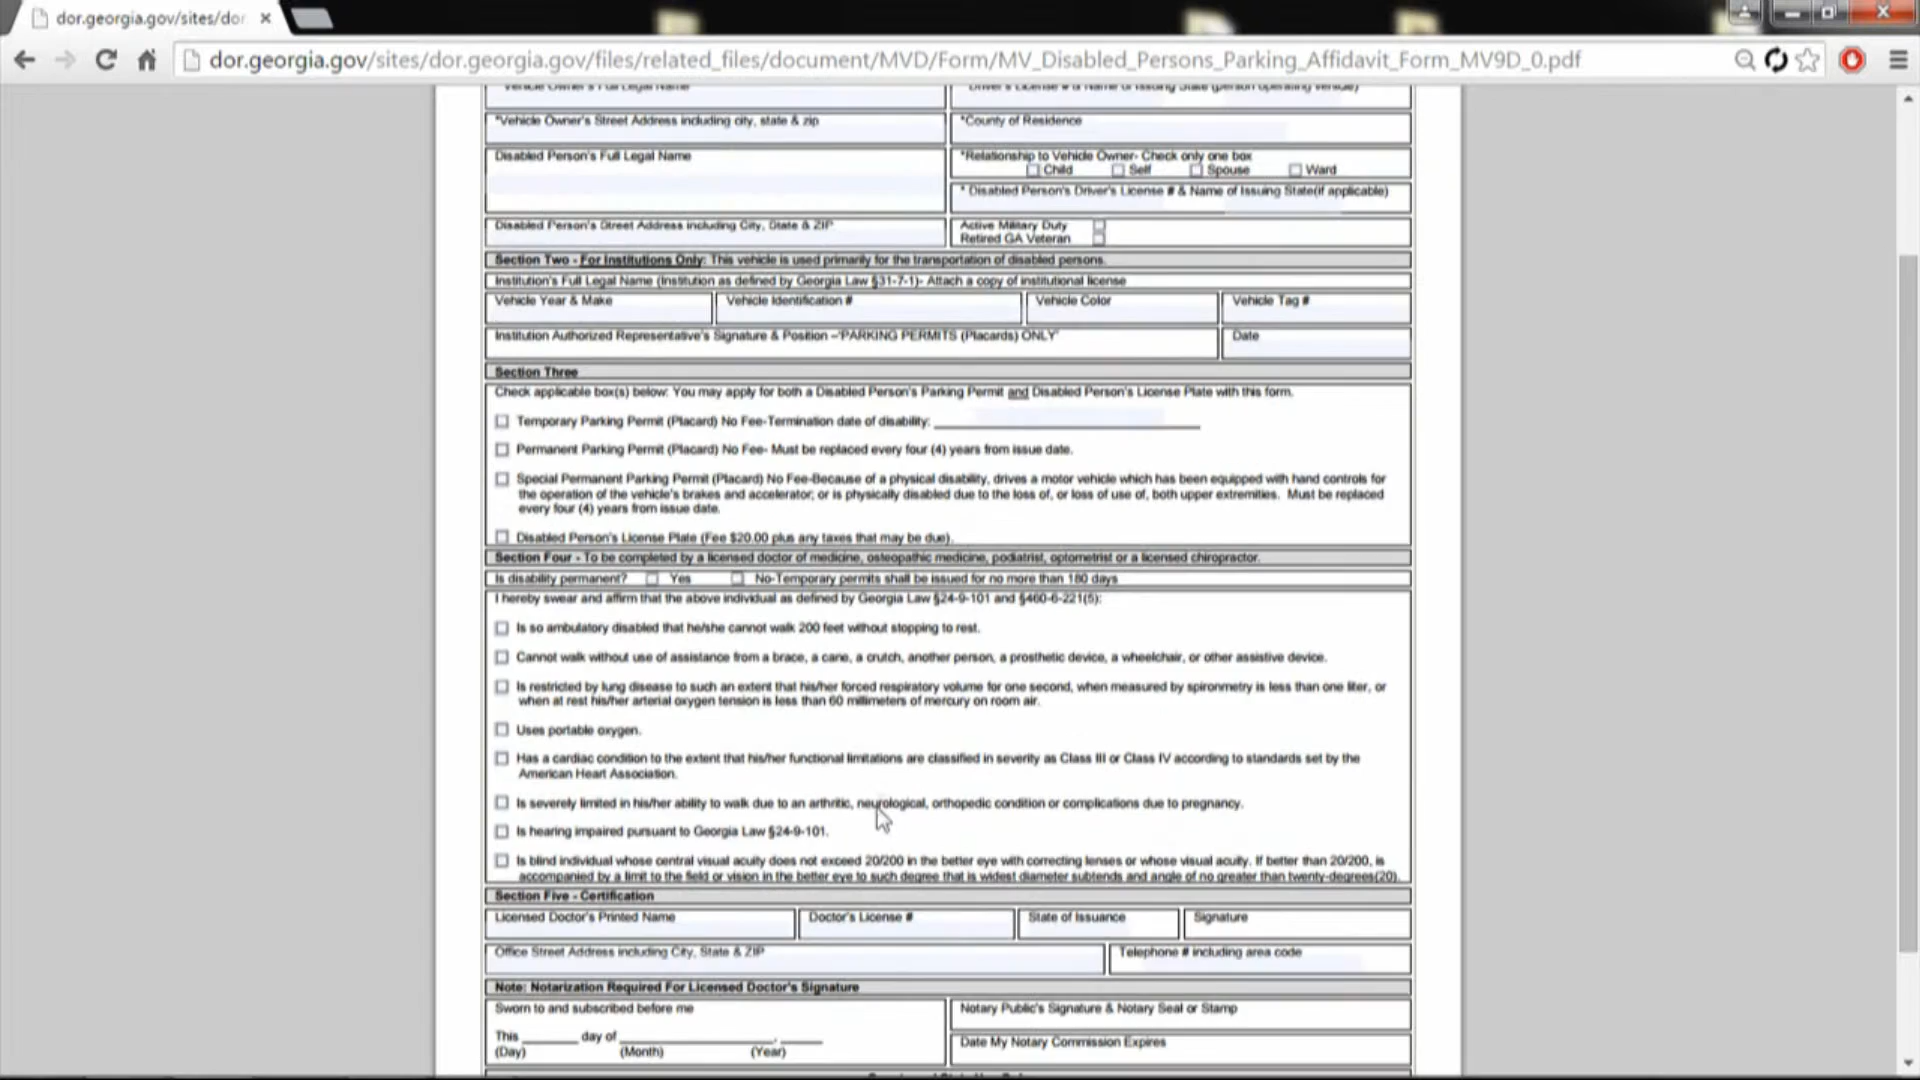 dor.georgia.gov/sites/dor
dor.georgia.gov/sites/dor.georgia.gov/files/related_files/document/MVD/Form/MV_Disabled_Persons_Parking_Affidavit_Form_MV9D_0.pdf
Vehicle Owner's Full Legal Name
Driver's License # & Name of Issuing State (person operating vehicle)
*Vehicle Owner's Street Address including city, state & zip
*County of Residence
Disabled Person's Full Legal Name
*Relationship to Vehicle Owner- Check only one box
Child Self Spouse Ward
* Disabled Person's Driver's License # & Name of Issuing State(if applicable)
Disabled Person's Street Address including City, State & ZIP
Active Military Duty
Retired GA Veteran
Section Two - For Institutions Only: This vehicle is used primarily for the transportation of disabled persons.
Institution's Full Legal Name (Institution as defined by Georgia Law §31-7-1)- Attach a copy of institutional license
Vehicle Year & Make
Vehicle Identification #
Vehicle Color
Vehicle Tag #
Institution Authorized Representative's Signature & Position –"PARKING PERMITS (Placards) ONLY"
Date
Section Three
Check applicable box(s) below: You may apply for both a Disabled Person's Parking Permit and Disabled Person's License Plate with this form.
Temporary Parking Permit (Placard) No Fee-Termination date of disability:
Permanent Parking Permit (Placard) No Fee- Must be replaced every four (4) years from issue date.
Special Permanent Parking Permit (Placard) No Fee-Because of a physical disability, drives a motor vehicle which has been equipped with hand controls for
the operation of the vehicle's brakes and accelerator; or is physically disabled due to the loss of, or loss of use of, both upper extremities. Must be replaced
every four (4) years from issue date.
Disabled Person's License Plate (Fee $20.00 plus any taxes that may be due).
Section Four - To be completed by a licensed doctor of medicine, osteopathic medicine, podiatrist, optometrist or a licensed chiropractor.
Is disability permanent? Yes No-Temporary permits shall be issued for no more than 180 days
I hereby swear and affirm that the above individual as defined by Georgia Law §24-9-101 and §460-6-221(5):
Is so ambulatory disabled that he/she cannot walk 200 feet without stopping to rest.
Cannot walk without use of assistance from a brace, a cane, a crutch, another person, a prosthetic device, a wheelchair, or other assistive device.
Is restricted by lung disease to such an extent that his/her forced respiratory volume for one second, when measured by spironmetry is less than one liter, or
when at rest his/her arterial oxygen tension is less than 60 millimeters of mercury on room air.
Uses portable oxygen.
Has a cardiac condition to the extent that his/her functional limitations are classified in severity as Class III or Class IV according to standards set by the
American Heart Association.
Is severely limited in his/her ability to walk due to an arthritic, neurological, orthopedic condition or complications due to pregnancy.
Is hearing impaired pursuant to Georgia Law §24-9-101.
Is blind individual whose central visual acuity does not exceed 20/200 in the better eye with correcting lenses or whose visual acuity. If better than 20/200, is
accompanied by a limit to the field or vision in the better eye to such degree that is widest diameter subtends and angle of no greater than twenty-degrees(20).
Section Five - Certification
Licensed Doctor's Printed Name
Doctor's License #
State of Issuance
Signature
Office Street Address including City, State & ZIP
Telephone # including area code
Note: Notarization Required For Licensed Doctor's Signature
Sworn to and subscribed before me
Notary Public's Signature & Notary Seal or Stamp
This day of ,
(Day) (Month) (Year)
Date My Notary Commission Expires